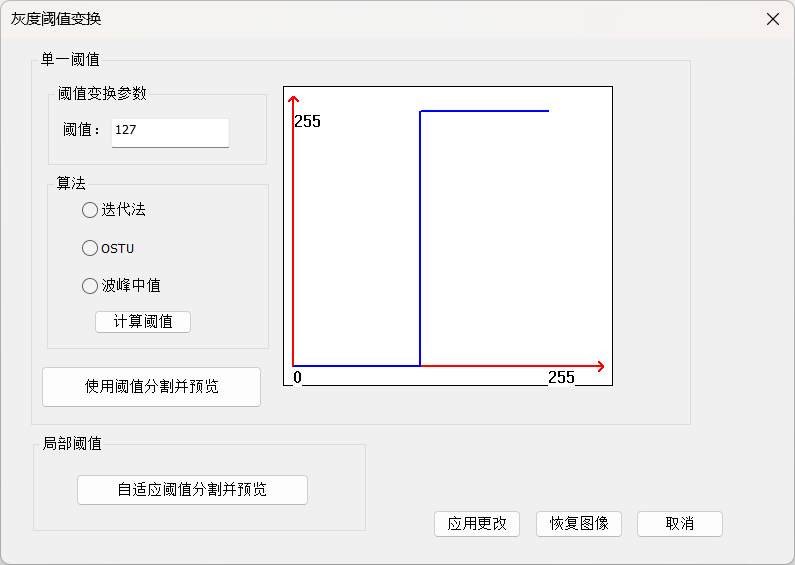 灰度阈值变换
单一阈值
阈值变换参数
阈值： 127
255
算法
迭代法
OSTU
波峰中值
计算阈值
0
255
使用阈值分割并预览
局部阈值
自适应阈值分割并预览
应用更改
恢复图像
取消